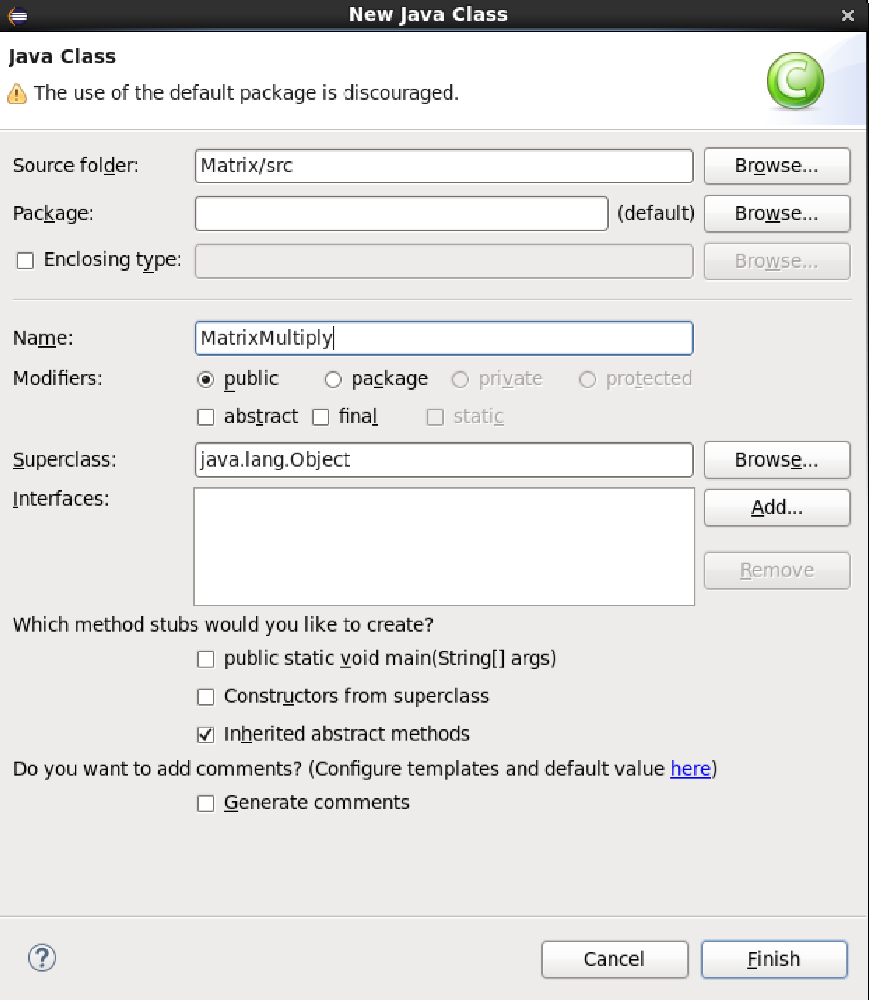 New Java Class
Java Class
The use of the default package is discouraged.
Source folder: Matrix/src Browse...
Package: (default) Browse...
Enclosing type: Browse...
Name: MatrixMultiply
Modifiers: public package private protected
abstract final static
Superclass: java.lang.Object Browse...
Interfaces: Add...
Remove
Which method stubs would you like to create?
public static void main(String[] args)
Constructors from superclass
Inherited abstract methods
Do you want to add comments? (Configure templates and default value here)
Generate comments
Cancel Finish